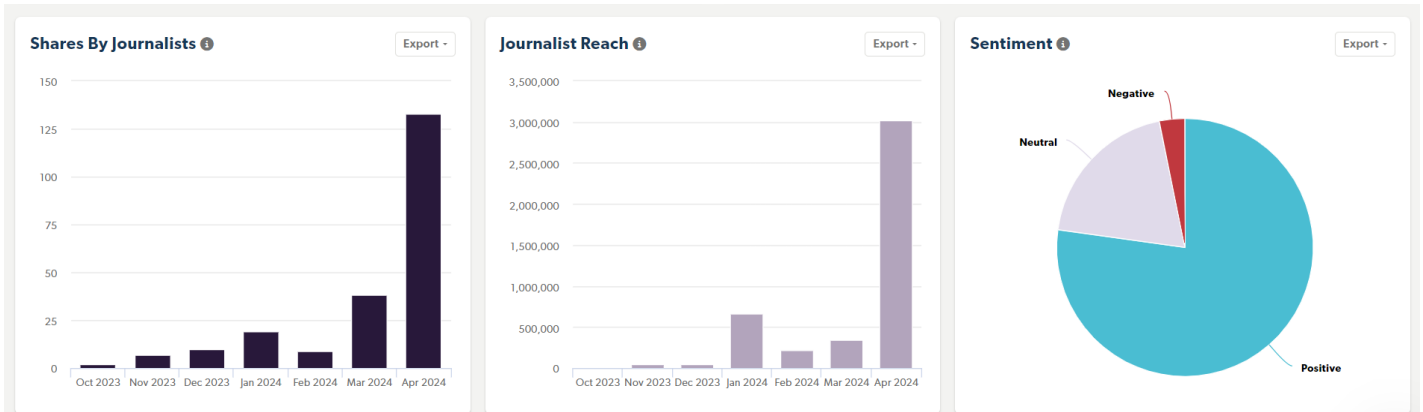 Shares By Journalists
Export
150
125
100
75
50
25
0
Oct 2023 Nov 2023 Dec 2023 Jan 2024 Feb 2024 Mar 2024 Apr 2024
Journalist Reach
Export
3,500,000
3,000,000
2,500,000
2,000,000
1,500,000
1,000,000
500,000
0
Oct 2023 Nov 2023 Dec 2023 Jan 2024 Feb 2024 Mar 2024 Apr 2024
Sentiment
Export
Negative
Neutral
Positive